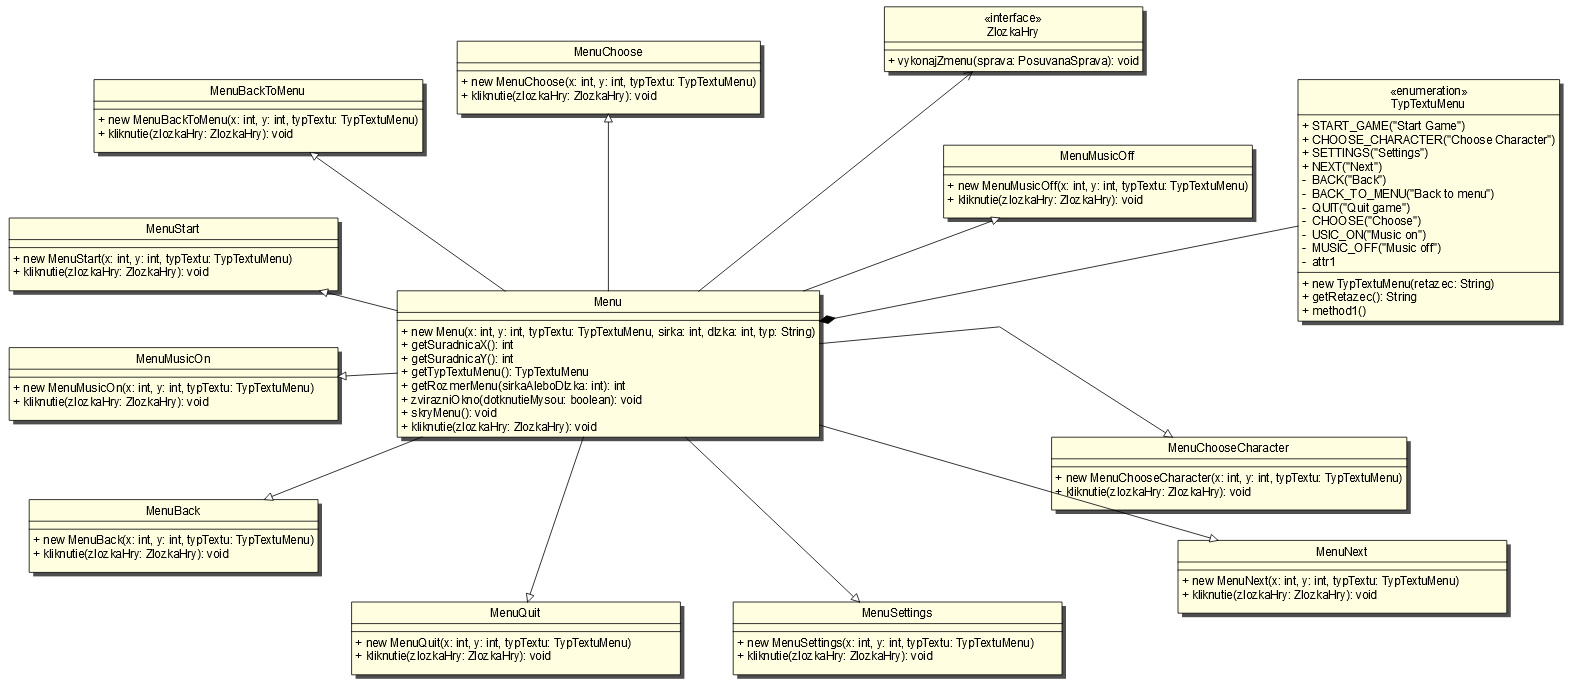 «interface»
ZlozkaHry
+ vykonajZmenu(sprava: PosuvanaSprava): void
MenuChoose
+ new MenuChoose(x: int, y: int, typTextu: TypTextuMenu)
+ kliknutie(zlozkaHry: ZlozkaHry): void
MenuBackToMenu
+ new MenuBackToMenu(x: int, y: int, typTextu: TypTextuMenu)
+ kliknutie(zlozkaHry: ZlozkaHry): void
«enumeration»
TypTextuMenu
+ START_GAME("Start Game")
+ CHOOSE_CHARACTER("Choose Character")
+ SETTINGS("Settings")
+ NEXT("Next")
- BACK("Back")
- BACK_TO_MENU("Back to menu")
- QUIT("Quit game")
- CHOOSE("Choose")
- USIC_ON("Music on")
- MUSIC_OFF("Music off")
- attr1
+ new TypTextuMenu(retazec: String)
+ getRetazec(): String
+ method1()
MenuMusicOff
+ new MenuMusicOff(x: int, y: int, typTextu: TypTextuMenu)
+ kliknutie(zlozkaHry: ZlozkaHry): void
MenuStart
+ new MenuStart(x: int, y: int, typTextu: TypTextuMenu)
+ kliknutie(zlozkaHry: ZlozkaHry): void
Menu
+ new Menu(x: int, y: int, typTextu: TypTextuMenu, sirka: int, dlzka: int, typ: String)
+ getSuradnicaX(): int
+ getSuradnicaY(): int
+ getTypTextuMenu(): TypTextuMenu
+ getRozmerMenu(sirkaAleboDlzka: int): int
+ zvirazniOkno(dotknutieMysou: boolean): void
+ skryMenu(): void
+ kliknutie(zlozkaHry: ZlozkaHry): void
MenuMusicOn
+ new MenuMusicOn(x: int, y: int, typTextu: TypTextuMenu)
+ kliknutie(zlozkaHry: ZlozkaHry): void
MenuChooseCharacter
+ new MenuChooseCharacter(x: int, y: int, typTextu: TypTextuMenu)
+ kliknutie(zlozkaHry: ZlozkaHry): void
MenuBack
+ new MenuBack(x: int, y: int, typTextu: TypTextuMenu)
+ kliknutie(zlozkaHry: ZlozkaHry): void
MenuNext
+ new MenuNext(x: int, y: int, typTextu: TypTextuMenu)
+ kliknutie(zlozkaHry: ZlozkaHry): void
MenuQuit
+ new MenuQuit(x: int, y: int, typTextu: TypTextuMenu)
+ kliknutie(zlozkaHry: ZlozkaHry): void
MenuSettings
+ new MenuSettings(x: int, y: int, typTextu: TypTextuMenu)
+ kliknutie(zlozkaHry: ZlozkaHry): void